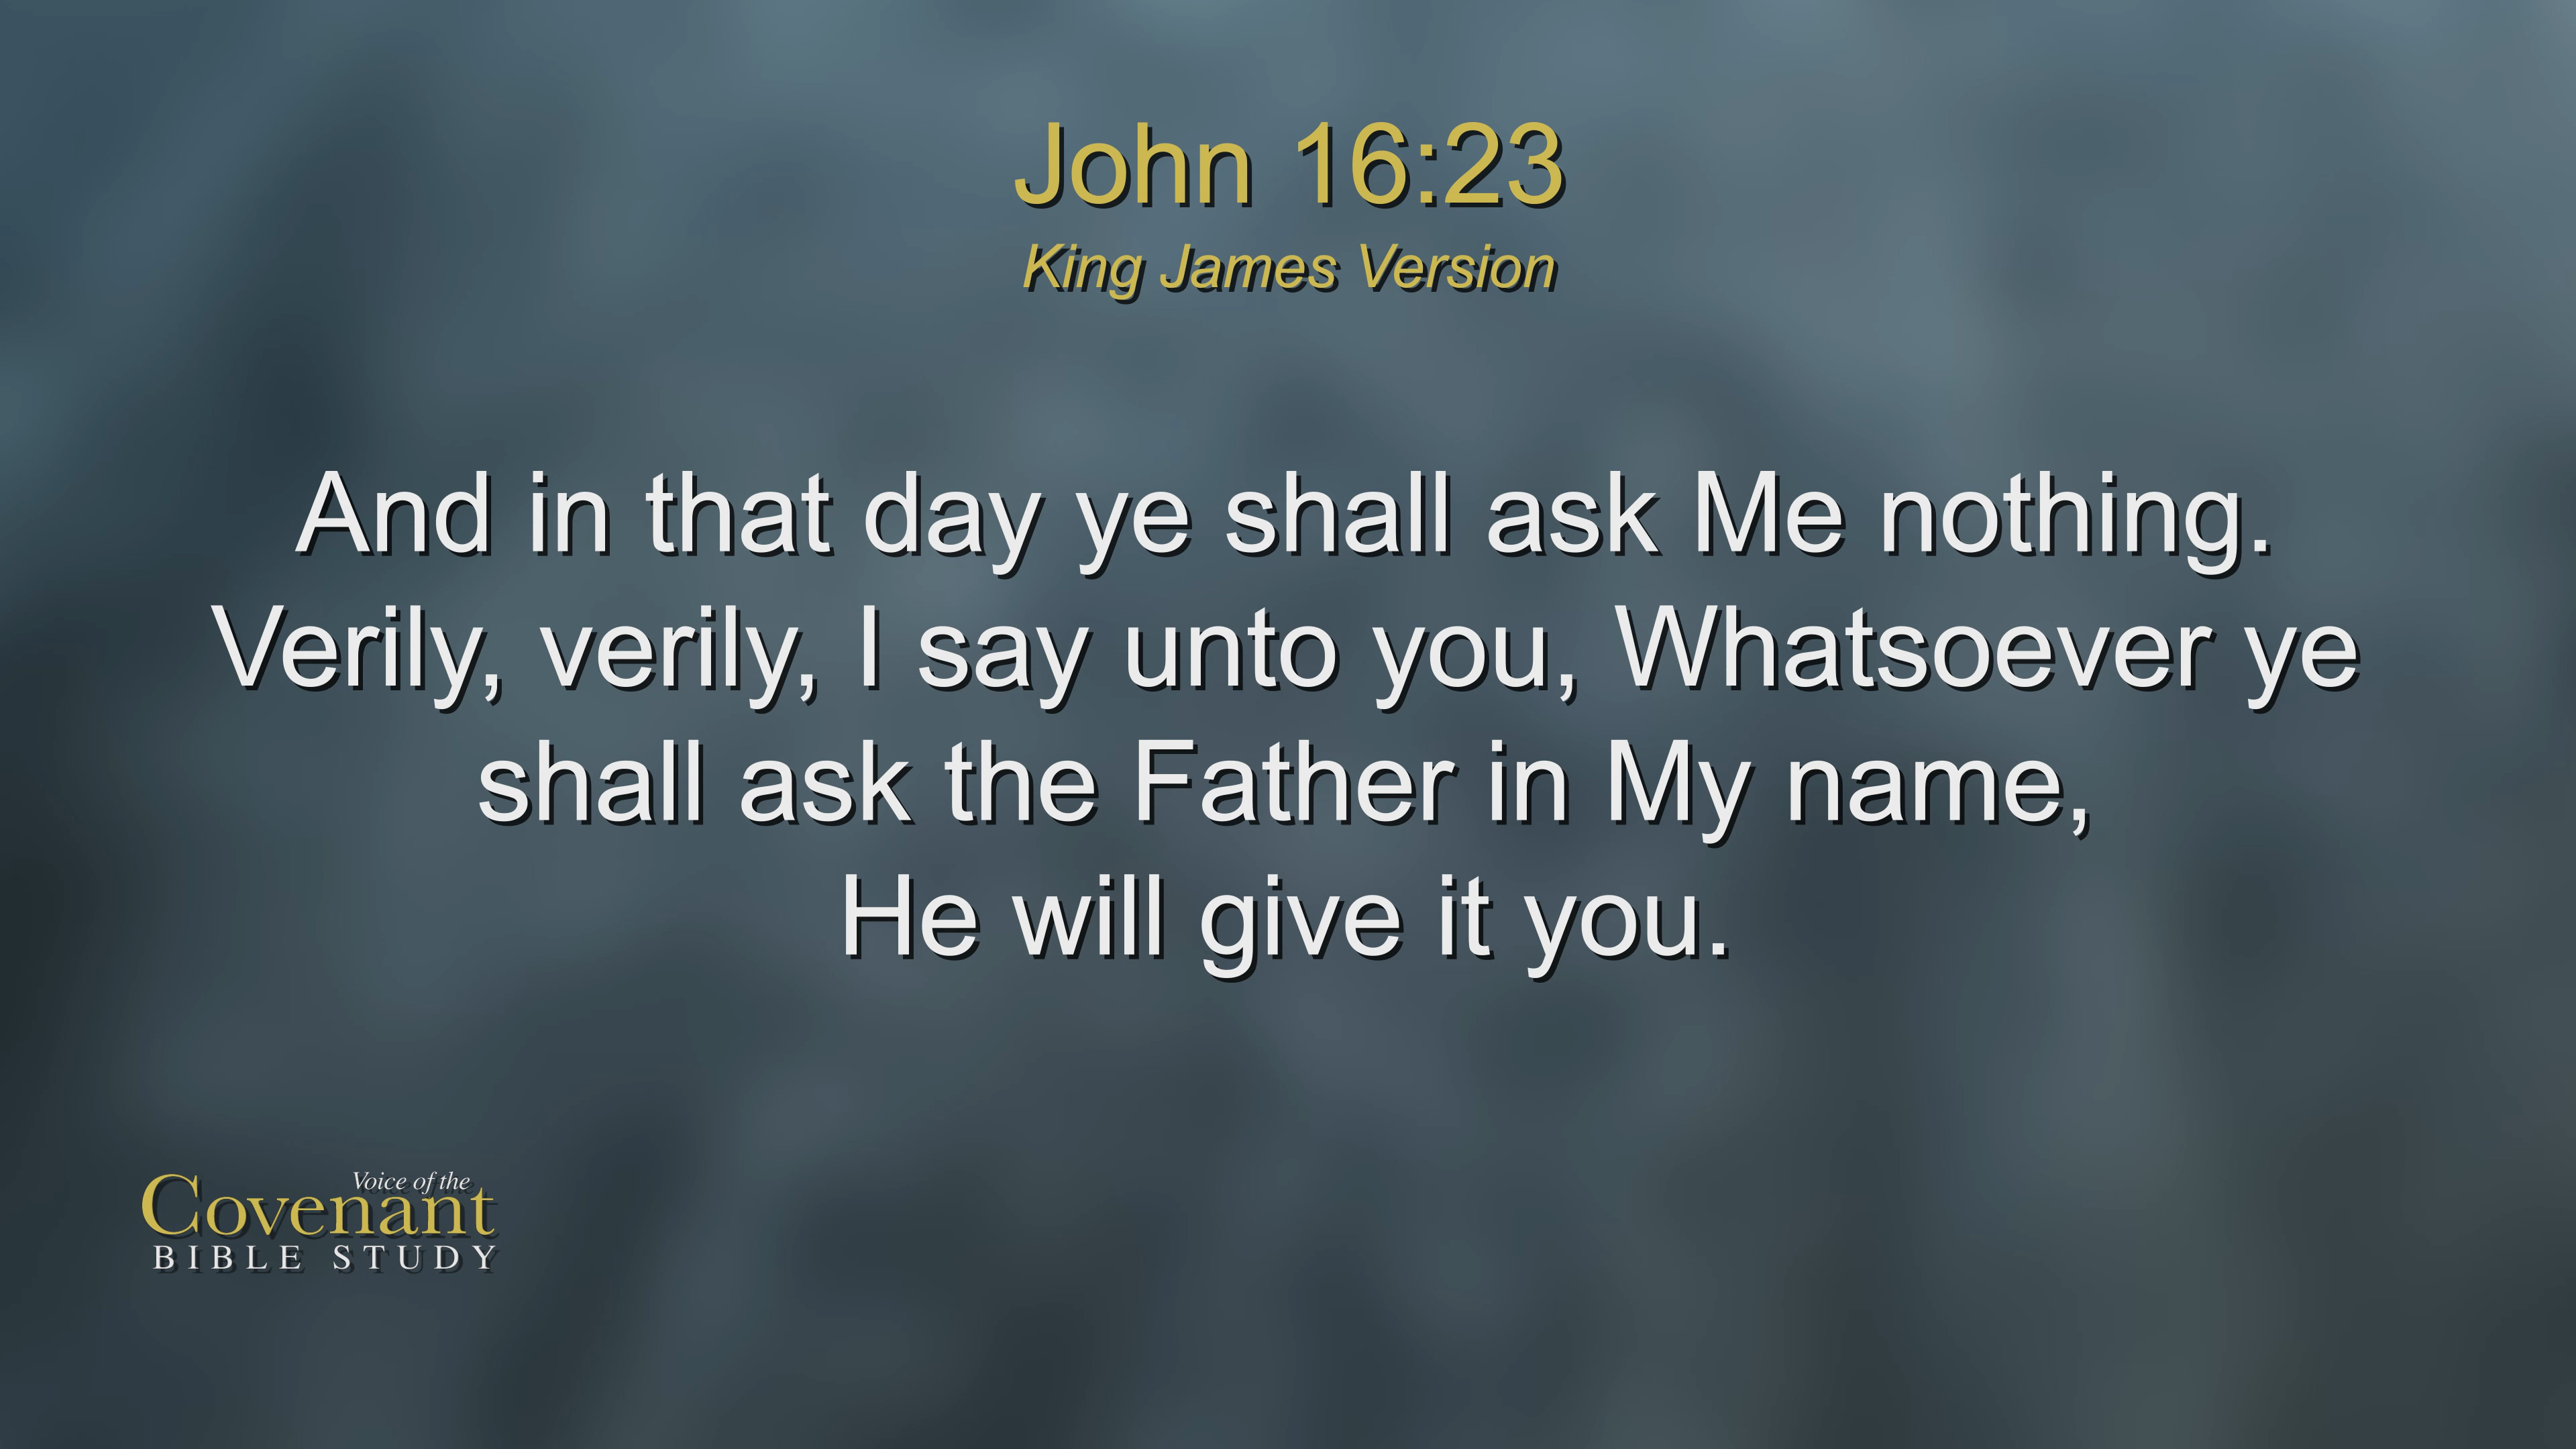 John 16:23
King James Version
And in that day ye shall ask Me nothing.
Verily, verily, I say unto you, Whatsoever ye
shall ask the Father in My name,
He will give it you.
Voice of the
Covenant
BIBLE STUDY